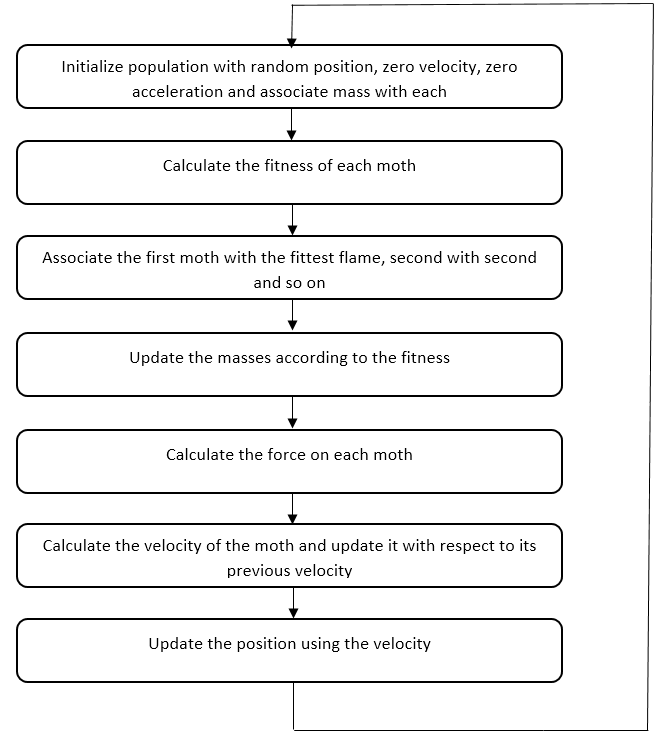 Initialize population with random position, zero velocity, zero
acceleration and associate mass with each
Calculate the fitness of each moth
Associate the first moth with the fittest flame, second with second
and so on
Update the masses according to the fitness
Calculate the force on each moth
Calculate the velocity of the moth and update it with respect to its
previous velocity
Update the position using the velocity